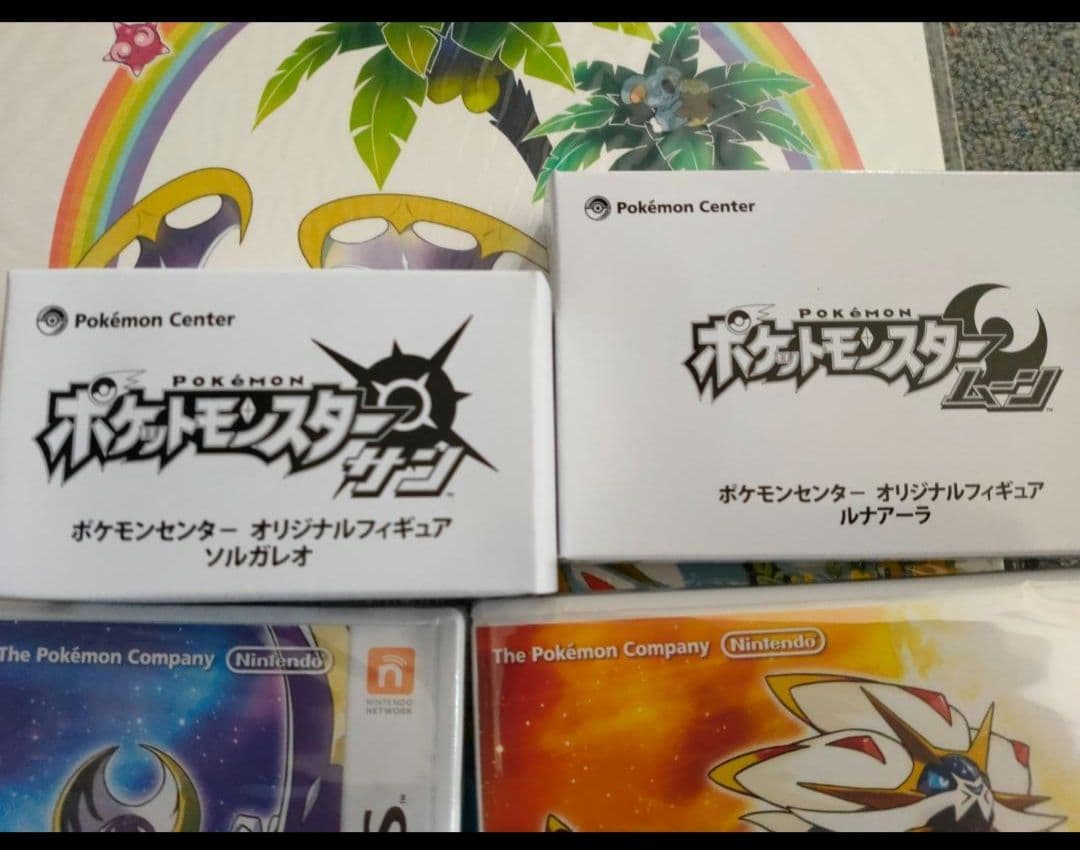 Pokémon Center
POKéMON
ポケットモンスター
ムーン
TM
ポケモンセンター オリジナルフィギュア
ルナアーラ
Pokémon Center
POKéMON
ポケットモンスター
サン
TM
ポケモンセンター オリジナルフィギュア
ソルガレオ
The Pokémon Company Nintendo
n
NINTENDO
NETWORK
S
TM
The Pokémon Company Nintendo